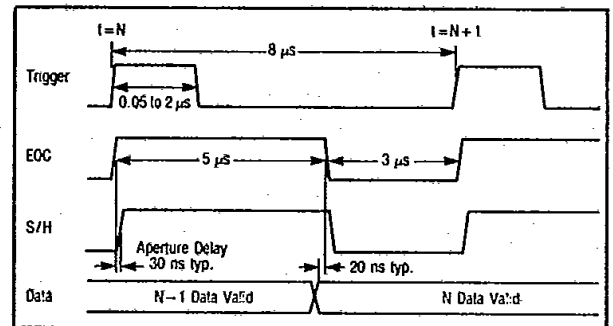 t=N
t=N+1
8 µs
Trigger
0.05 to 2 µs
EOC
5 µs
3 µs
S/H
Aperture Delay
30 ns typ.
20 ns typ.
Data
N-1 Data Valid
N Data Valid